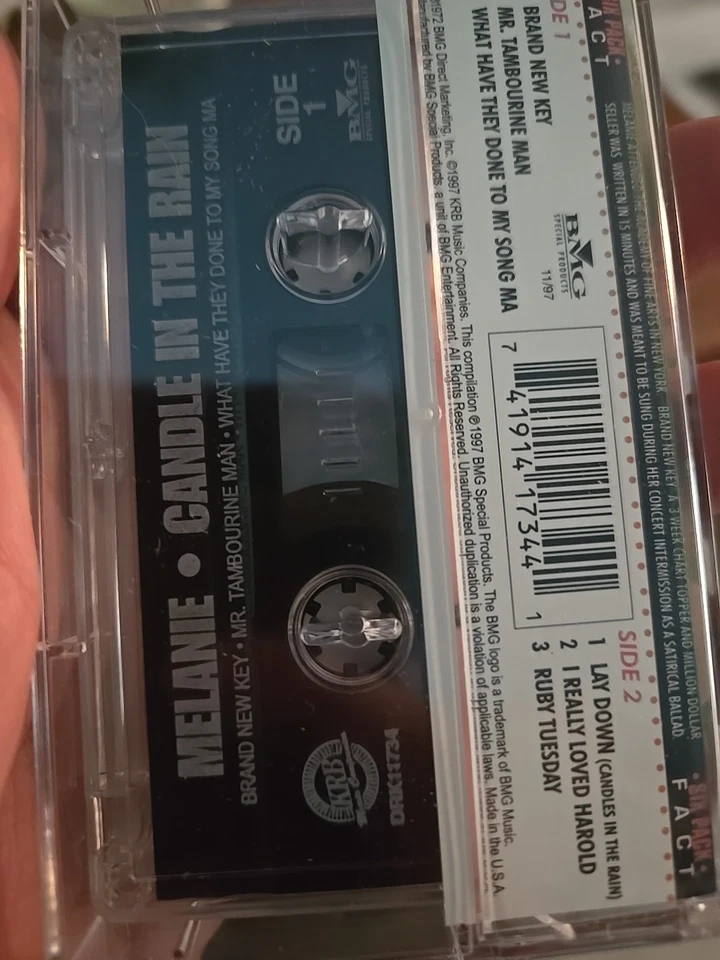 MELANIE • CANDLE IN THE RAIN
BRAND NEW KEY • MR. TAMBOURINE MAN • WHAT HAVE THEY DONE TO MY SONG MA
SIDE
1
BMG
KRB
SIX PACK •
FACT
• SIX PACK •
FACT
BRAND NEW KEY A 3 WEEK CHART TOPPER AND MILLION DOLLAR
SELLER WAS WRITTEN IN 15 MINUTES AND WAS MEANT TO BE SUNG DURING HER CONCERT INTERMISSION AS A SATIRICAL BALLAD.
DE 1
BRAND NEW KEY
MR. TAMBOURINE MAN
WHAT HAVE THEY DONE TO MY SONG MA
BMG
SPECIAL PRODUCTS
11/97
7 41914 17344 1
SIDE 2
1 LAY DOWN (CANDLES IN THE RAIN)
2 I REALLY LOVED HAROLD
3 RUBY TUESDAY
1972 BMG Direct Marketing, Inc. ©1997 KRB Music Companies. This compilation ℗1997 BMG Special Products. The BMG logo is a trademark of BMG Music.
Manufactured by BMG Special Products, a unit of BMG Entertainment. All Rights Reserved. Unauthorized duplication is a violation of applicable laws. Made in the U.S.A.